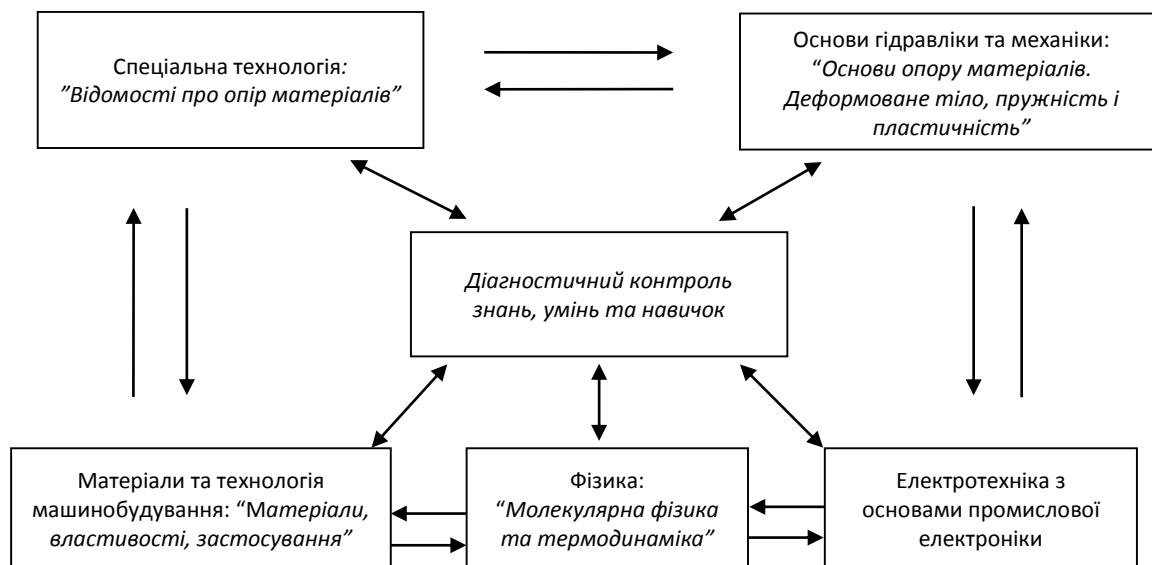 Спеціальна технологія:
”Відомості про опір матеріалів”
Основи гідравліки та механіки:
“Основи опору матеріалів.
Деформоване тіло, пружність і
пластичність”
Діагностичний контроль
знань, умінь та навичок
Матеріали та технологія
машинобудування: “Матеріали,
властивості, застосування”
Фізика:
“Молекулярна фізика
та термодинаміка”
Електротехніка з
основами промислової
електроніки